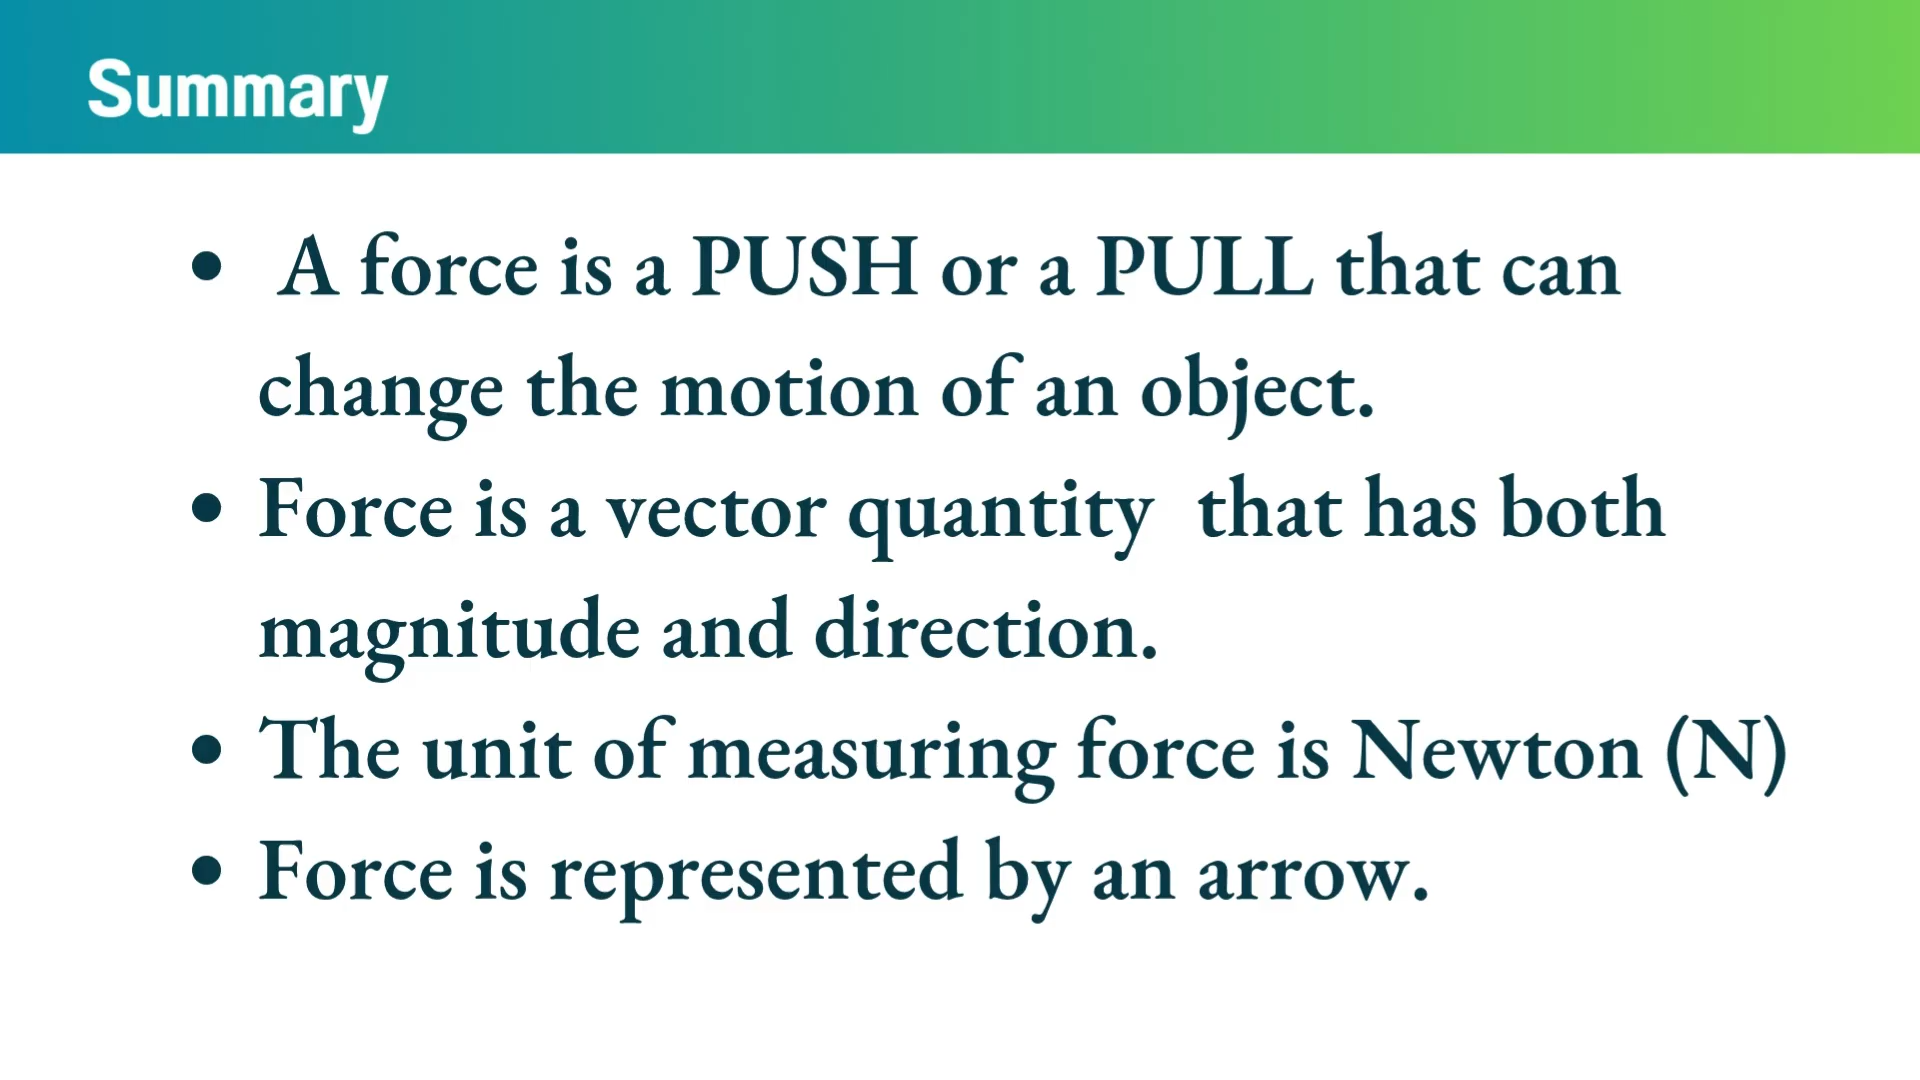 Summary
• A force is a PUSH or a PULL that can
change the motion of an object.
• Force is a vector quantity  that has both
magnitude and direction.
• The unit of measuring force is Newton (N)
• Force is represented by an arrow.